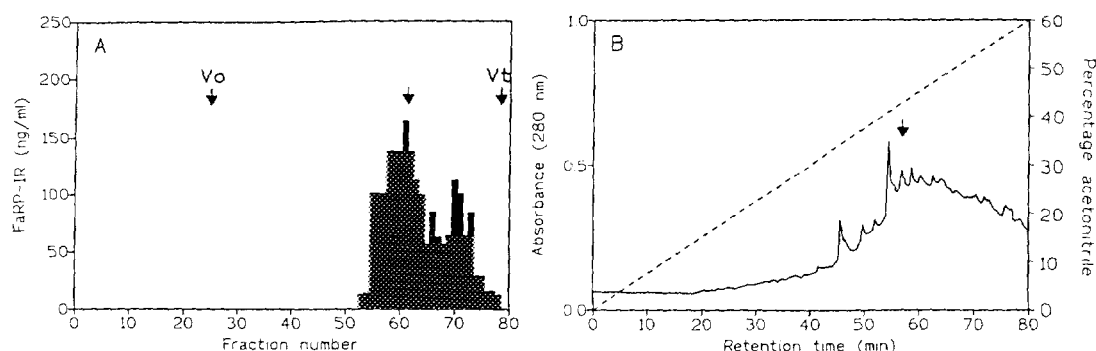 A
FaRP-IR (ng/ml)
250
200
150
100
50
0
Vo
Vt
0 10 20 30 40 50 60 70 80
Fraction number
B
Absorbance (280 nm)
1.0
0.5
0.0
0 10 20 30 40 50 60 70 80
Retention time (min)
60
50
40
30
20
10
0
Percentage acetonitrile